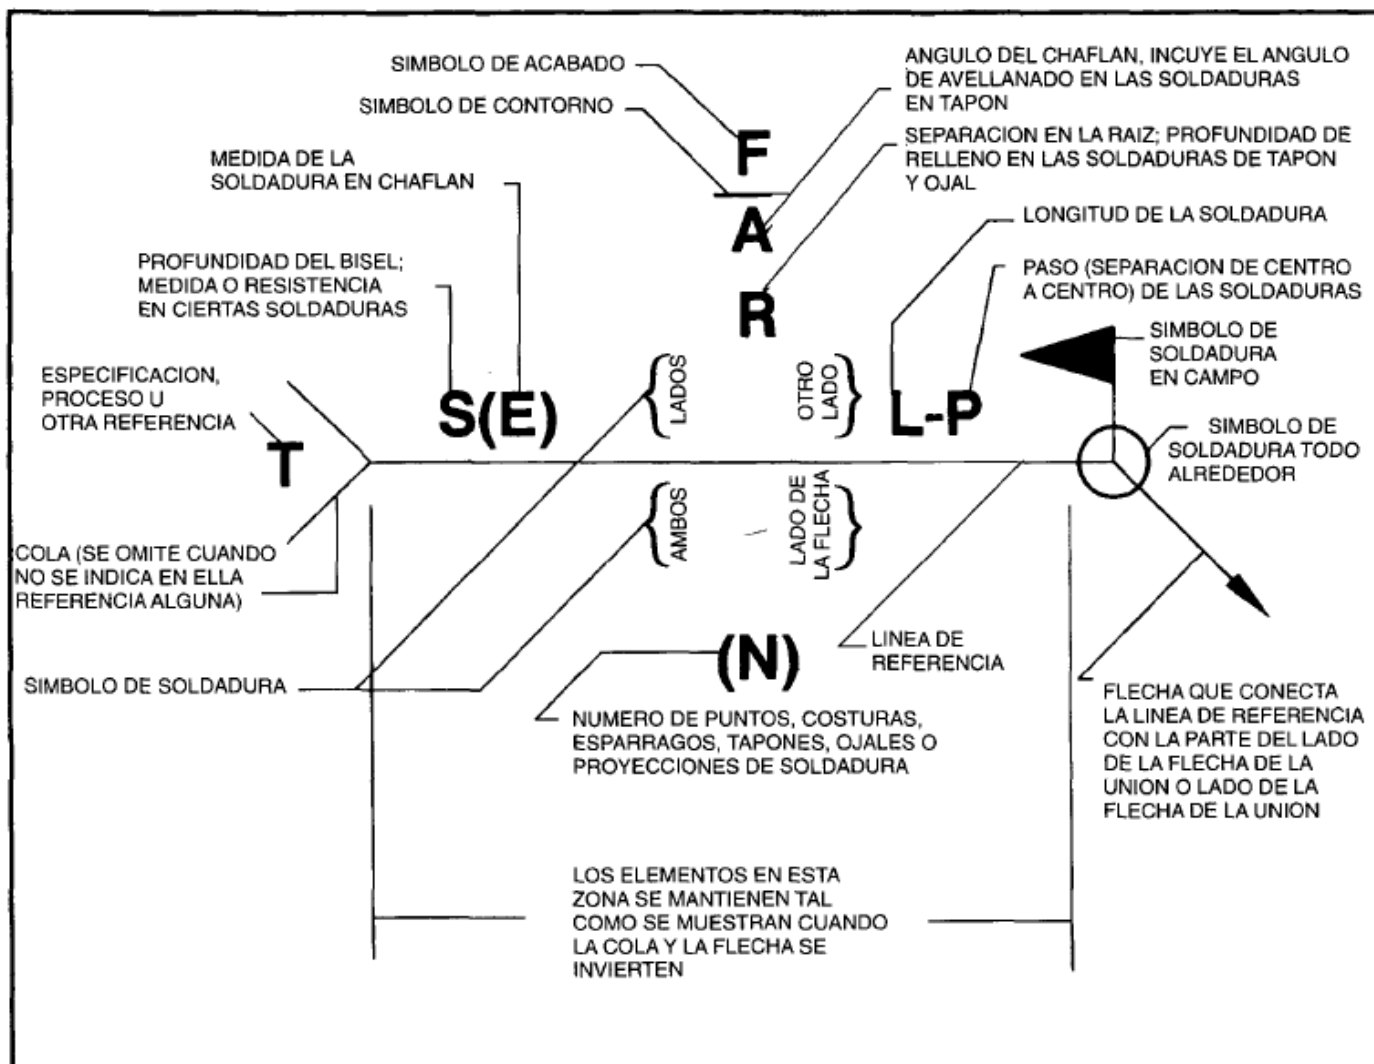 SIMBOLO DE ACABADO
SIMBOLO DE CONTORNO
ANGULO DEL CHAFLAN, INCUYE EL ANGULO
DE AVELLANADO EN LAS SOLDADURAS
EN TAPON
F
SEPARACION EN LA RAIZ; PROFUNDIDAD DE
RELLENO EN LAS SOLDADURAS DE TAPON
Y OJAL
MEDIDA DE LA
SOLDADURA EN CHAFLAN
A
LONGITUD DE LA SOLDADURA
PROFUNDIDAD DEL BISEL;
MEDIDA O RESISTENCIA
EN CIERTAS SOLDADURAS
R
PASO (SEPARACION DE CENTRO
A CENTRO) DE LAS SOLDADURAS
SIMBOLO DE
SOLDADURA
EN CAMPO
ESPECIFICACION,
PROCESO U
OTRA REFERENCIA
T
S(E)
LADOS
OTRO
LADO
L-P
SIMBOLO DE
SOLDADURA TODO
ALREDEDOR
AMBOS
LADO DE
LA FLECHA
COLA (SE OMITE CUANDO
NO SE INDICA EN ELLA
REFERENCIA ALGUNA)
(N)
LINEA DE
REFERENCIA
SIMBOLO DE SOLDADURA
NUMERO DE PUNTOS, COSTURAS,
ESPARRAGOS, TAPONES, OJALES O
PROYECCIONES DE SOLDADURA
FLECHA QUE CONECTA
LA LINEA DE REFERENCIA
CON LA PARTE DEL LADO
DE LA FLECHA DE LA
UNION O LADO DE LA
FLECHA DE LA UNION
LOS ELEMENTOS EN ESTA
ZONA SE MANTIENEN TAL
COMO SE MUESTRAN CUANDO
LA COLA Y LA FLECHA SE
INVIERTEN